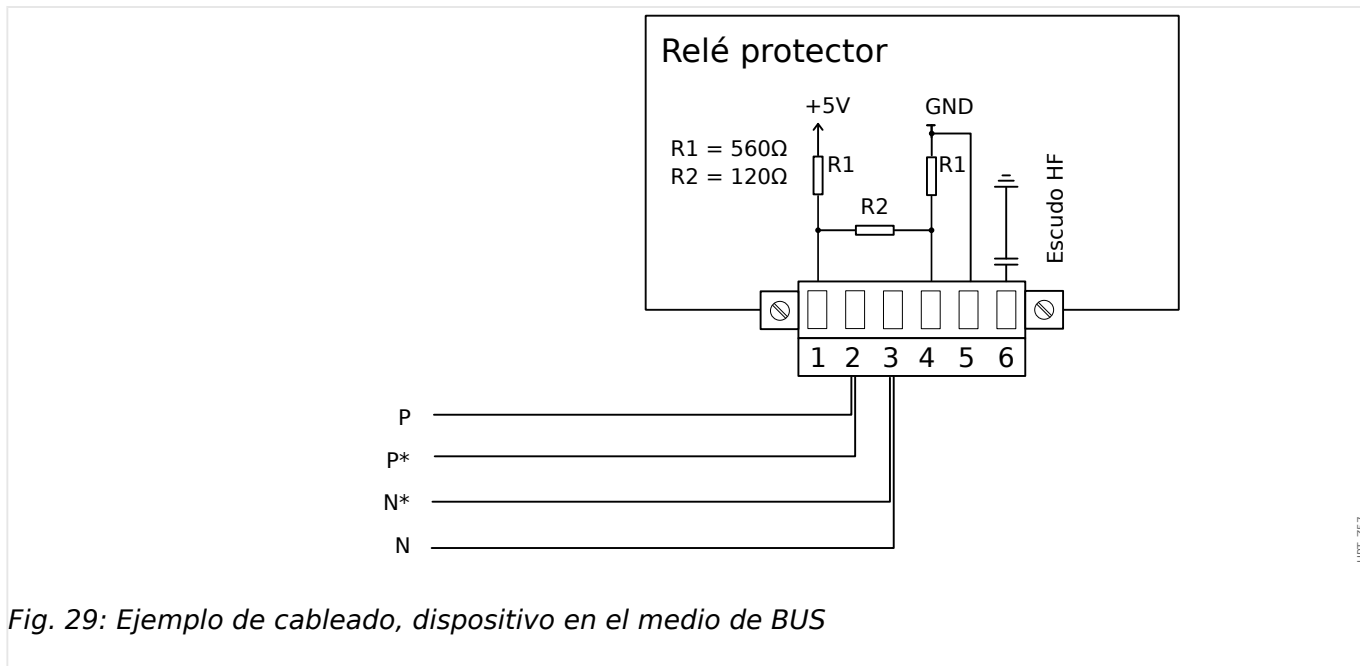 Relé protector
+5V
GND
R1 = 560Ω
R2 = 120Ω
R1
R1
R2
Escudo HF
1 2 3 4 5 6
P
P*
N*
N
Fig. 29: Ejemplo de cableado, dispositivo en el medio de BUS